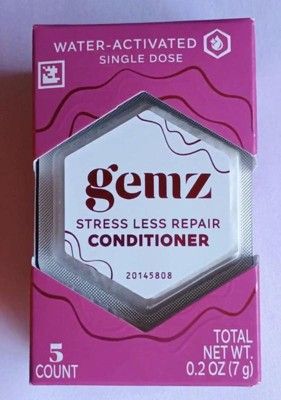 WATER-ACTIVATED
SINGLE DOSE
gemz
STRESS LESS REPAIR
CONDITIONER
20145808
5
COUNT
TOTAL
NET WT.
0.2 OZ (7 g)